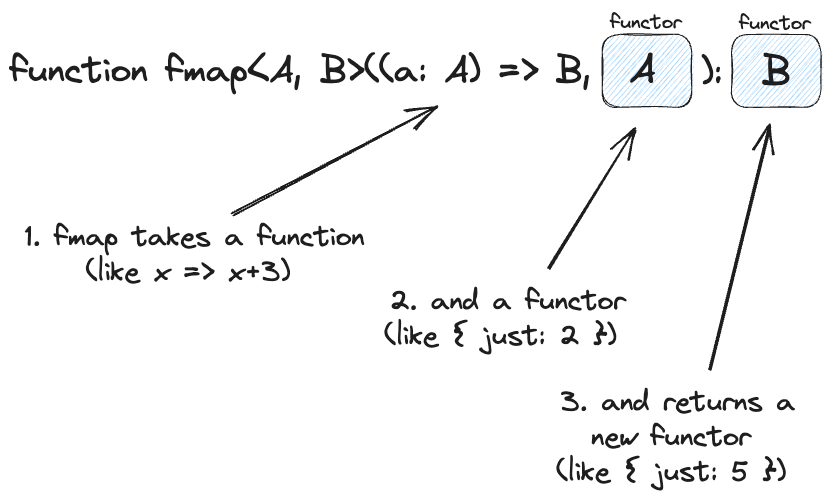 functor functor
function fmap<A, B>((a: A) => B, A ): B
1. fmap takes a function
(like x => x+3)
2. and a functor
(like { just: 2 })
3. and returns a
new functor
(like { just: 5 })